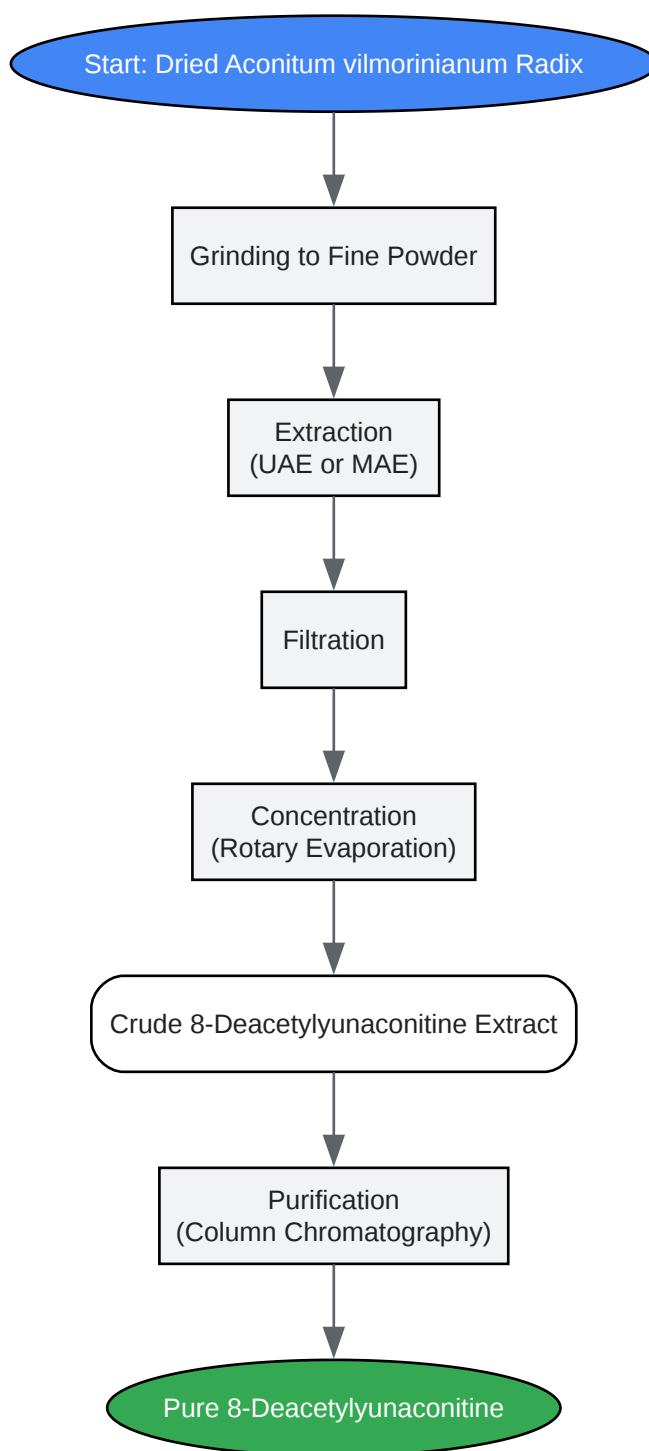 Start: Dried Aconitum vilmorinianum Radix
Grinding to Fine Powder
Extraction
(UAE or MAE)
Filtration
Concentration
(Rotary Evaporation)
Crude 8-Deacetylyunaconitine Extract
Purification
(Column Chromatography)
Pure 8-Deacetylyunaconitine